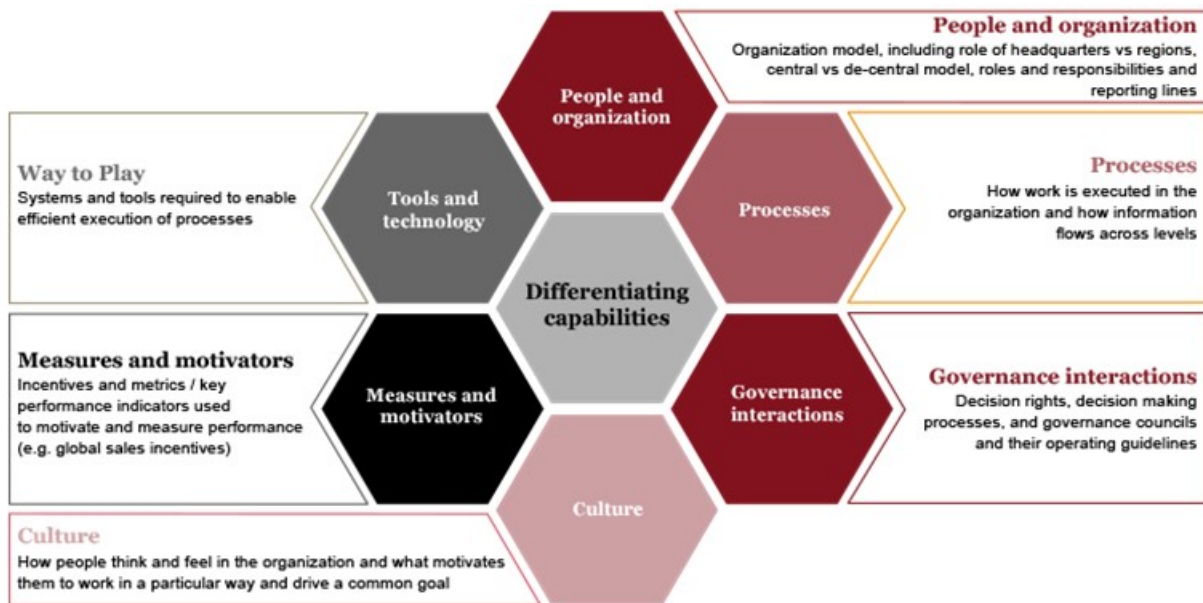 People and organization
Organization model, including role of headquarters vs regions,
central vs de-central model, roles and responsibilities and
reporting lines
People and
organization
Way to Play
Systems and tools required to enable
efficient execution of processes
Tools and
technology
Processes
Processes
How work is executed in the
organization and how information
flows across levels
Differentiating
capabilities
Measures and motivators
Incentives and metrics / key
performance indicators used
to motivate and measure performance
(e.g. global sales incentives)
Measures and
motivators
Governance
interactions
Governance interactions
Decision rights, decision making
processes, and governance councils
and their operating guidelines
Culture
Culture
How people think and feel in the organization and what motivates
them to work in a particular way and drive a common goal